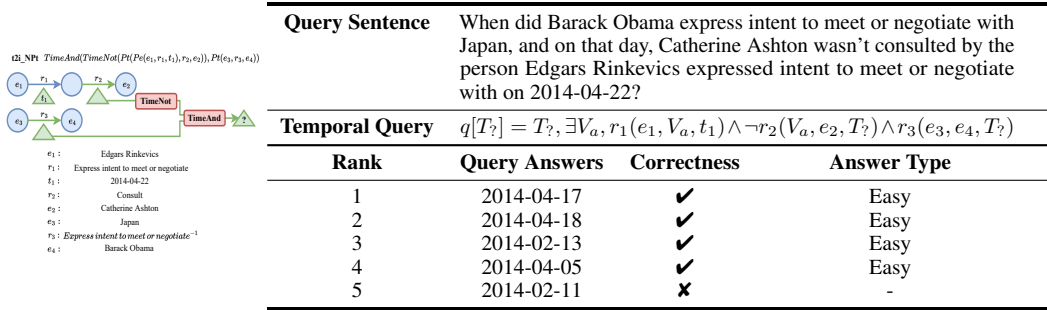 t2i_NPt TimeAnd(TimeNot(Pt(Pe(e₁,r₁,t₁)),r₂,e₂)),Pt(e₃,r₃,e₄))
e₁ r₁ r₂ e₂
t₁
TimeNot
e₃ r₃ e₄
TimeAnd ?
e₁ : Edgars Rinkevics
r₁ : Express intent to meet or negotiate
t₁ : 2014-04-22
r₂ : Consult
e₂ : Catherine Ashton
e₃ : Japan
r₃ : Express intent to meet or negotiate⁻¹
e₄ : Barack Obama
Query Sentence When did Barack Obama express intent to meet or negotiate with
Japan, and on that day, Catherine Ashton wasn't consulted by the
person Edgars Rinkevics expressed intent to meet or negotiate
with on 2014-04-22?
Temporal Query q[T?] = T?, ∃Vₐ, r₁(e₁, Vₐ, t₁)∧¬r₂(Vₐ, e₂, T?)∧r₃(e₃, e₄, T?)
Rank Query Answers Correctness Answer Type
1 2014-04-17 ✔ Easy
2 2014-04-18 ✔ Easy
3 2014-02-13 ✔ Easy
4 2014-04-05 ✔ Easy
5 2014-02-11 ✘ -